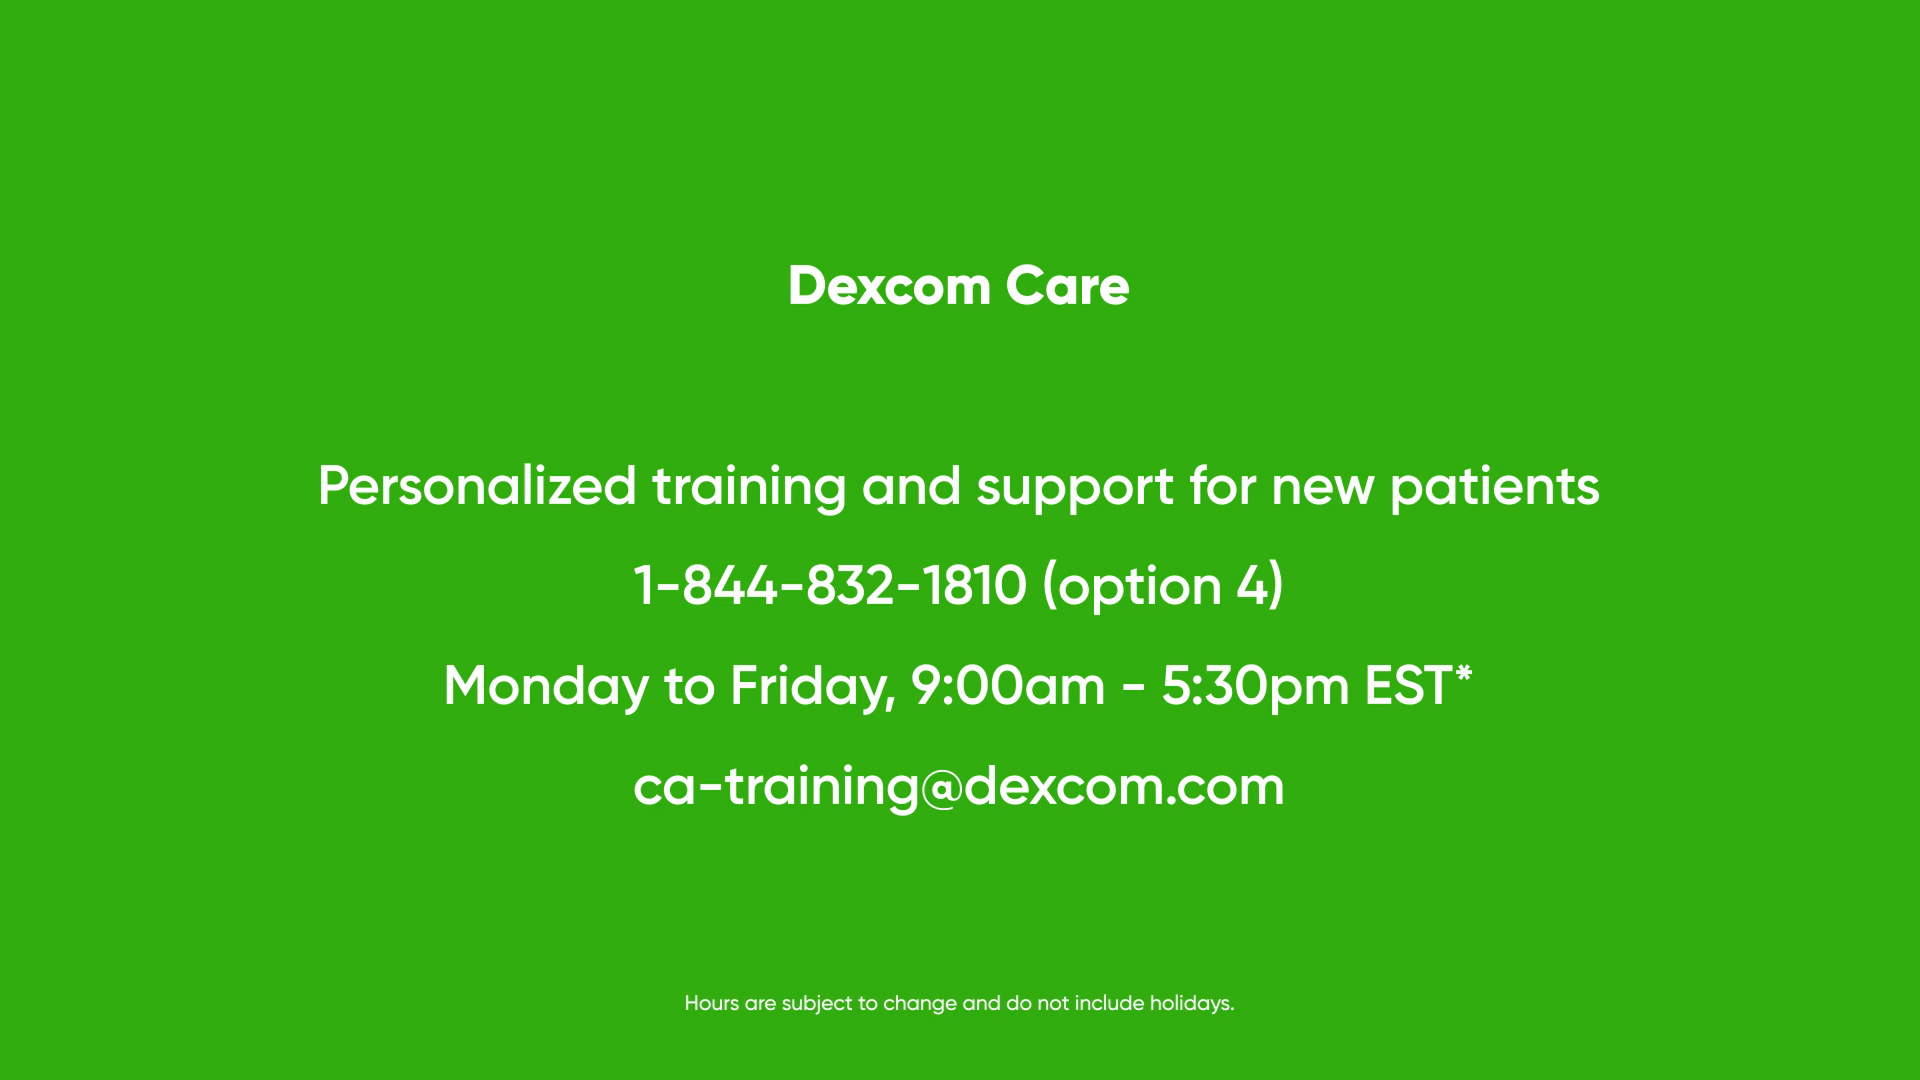 Dexcom Care
Personalized training and support for new patients
1-844-832-1810 (option 4)
Monday to Friday, 9:00am - 5:30pm EST*
ca-training@dexcom.com
Hours are subject to change and do not include holidays.